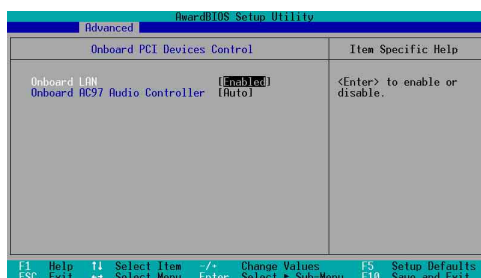 AwardBIOS Setup Utility
Advanced
Onboard PCI Devices Control
Item Specific Help
Onboard LAN [Enabled]
Onboard AC97 Audio Controller [Auto]
<Enter> to enable or
disable.
F1 Help ↑↓ Select Item -/+ Change Values F5 Setup Defaults
ESC Exit ←→ Select Menu Enter Select ► Sub-Menu F10 Save and Exit